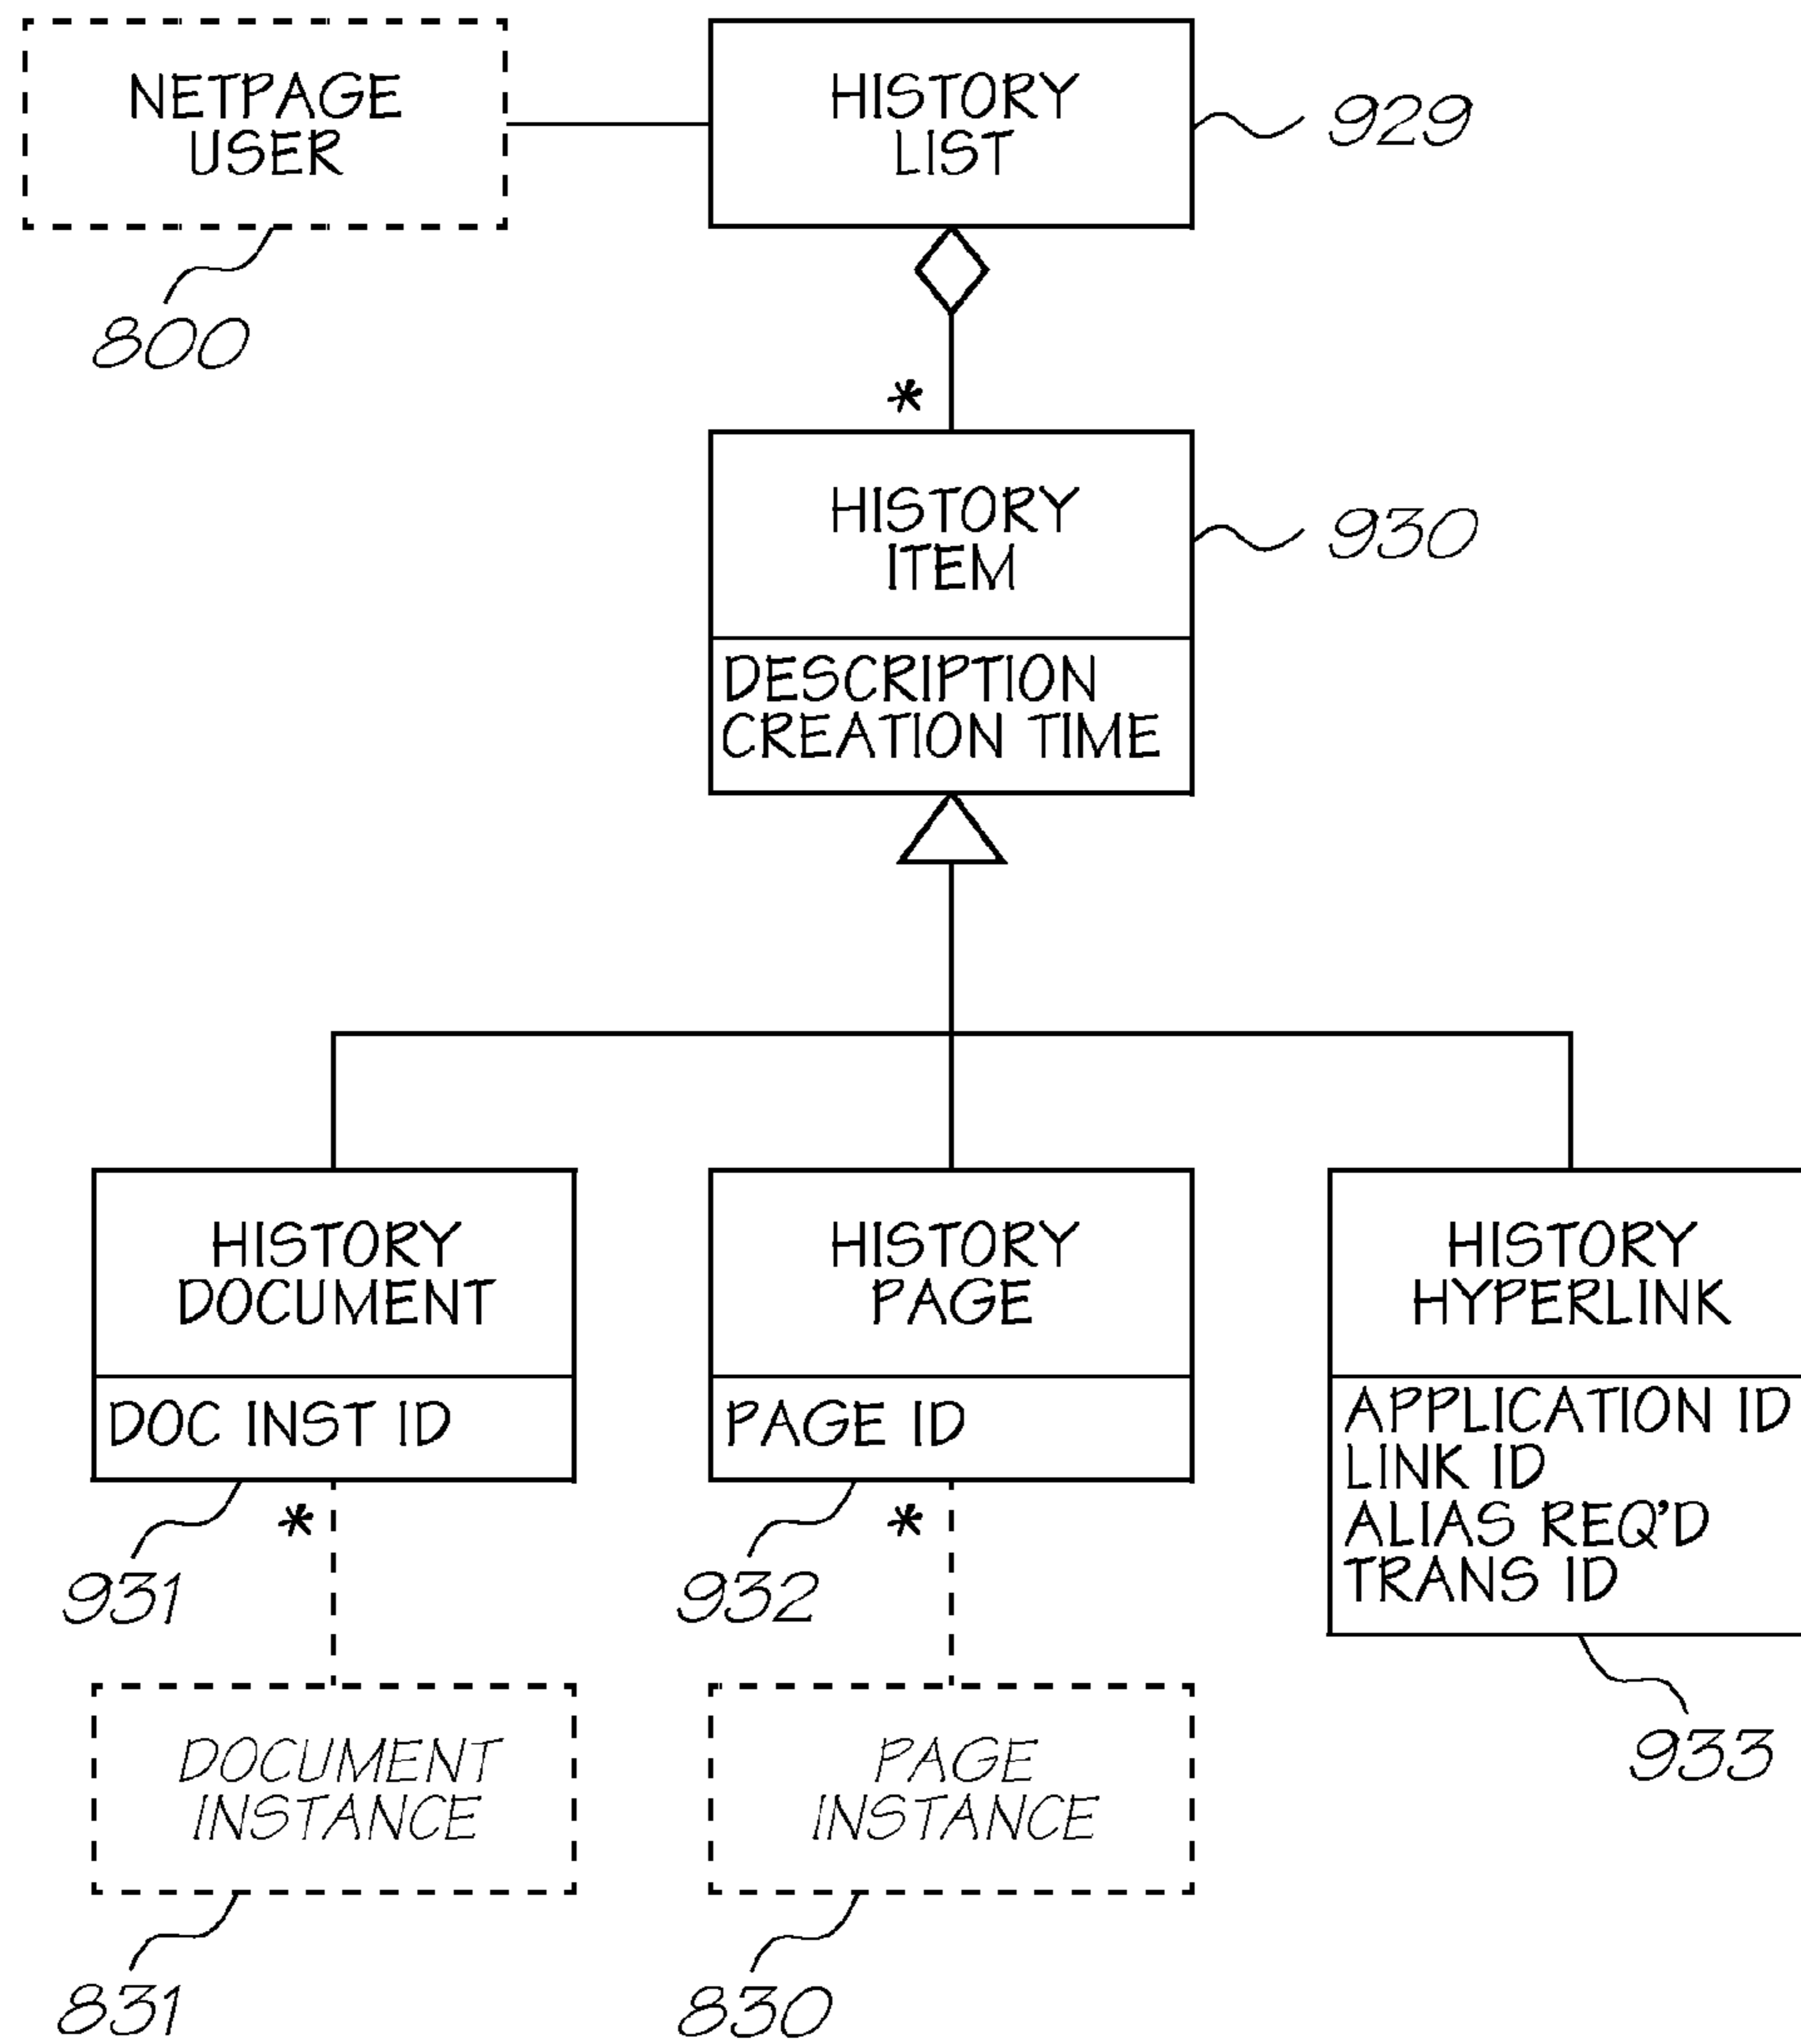 NETPAGE
USER
HISTORY
LIST
929
800
*
HISTORY
ITEM
930
DESCRIPTION
CREATION TIME
HISTORY
DOCUMENT
HISTORY
PAGE
HISTORY
HYPERLINK
DOC INST ID
PAGE ID
APPLICATION ID
LINK ID
ALIAS REQ'D
TRANS ID
*
*
931
932
933
DOCUMENT
INSTANCE
PAGE
INSTANCE
831
830